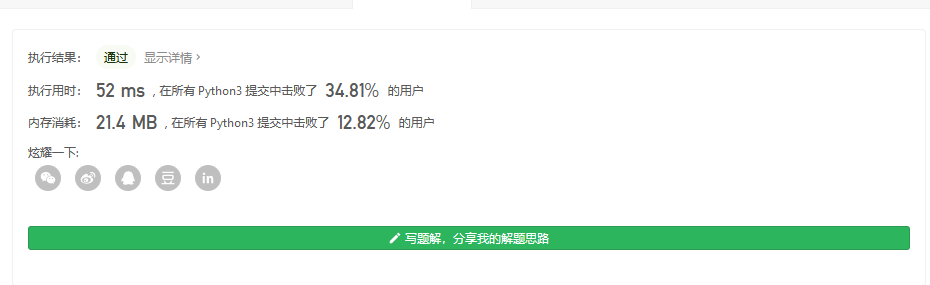 执行结果： 通过 显示详情 ›
执行用时： 52 ms , 在所有 Python3 提交中击败了 34.81% 的用户
内存消耗： 21.4 MB , 在所有 Python3 提交中击败了 12.82% 的用户
炫耀一下:
豆 in
写题解，分享我的解题思路